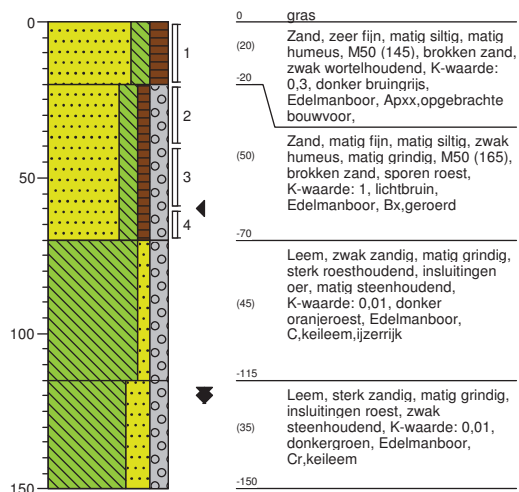 0 gras
Zand, zeer fijn, matig siltig, matig
(20) humeus, M50 (145), brokken zand,
zwak wortelhoudend, K-waarde:
0,3, donker bruingrijs,
-20
Edelmanboor, Apxx,opgebrachte
bouwvoor,
Zand, matig fijn, matig siltig, zwak
(50) humeus, matig grindig, M50 (165),
brokken zand, sporen roest,
K-waarde: 1, lichtbruin,
Edelmanboor, Bx,geroerd
-70
Leem, zwak zandig, matig grindig,
sterk roesthoudend, insluitingen
oer, matig steenhoudend,
(45) K-waarde: 0,01, donker
oranjeroest, Edelmanboor,
C,keileem,ijzerrijk
-115
Leem, sterk zandig, matig grindig,
insluitingen roest, zwak
(35) steenhoudend, K-waarde: 0,01,
donkergroen, Edelmanboor,
Cr,keileem
-150
0
50
100
150
1
2
3
4